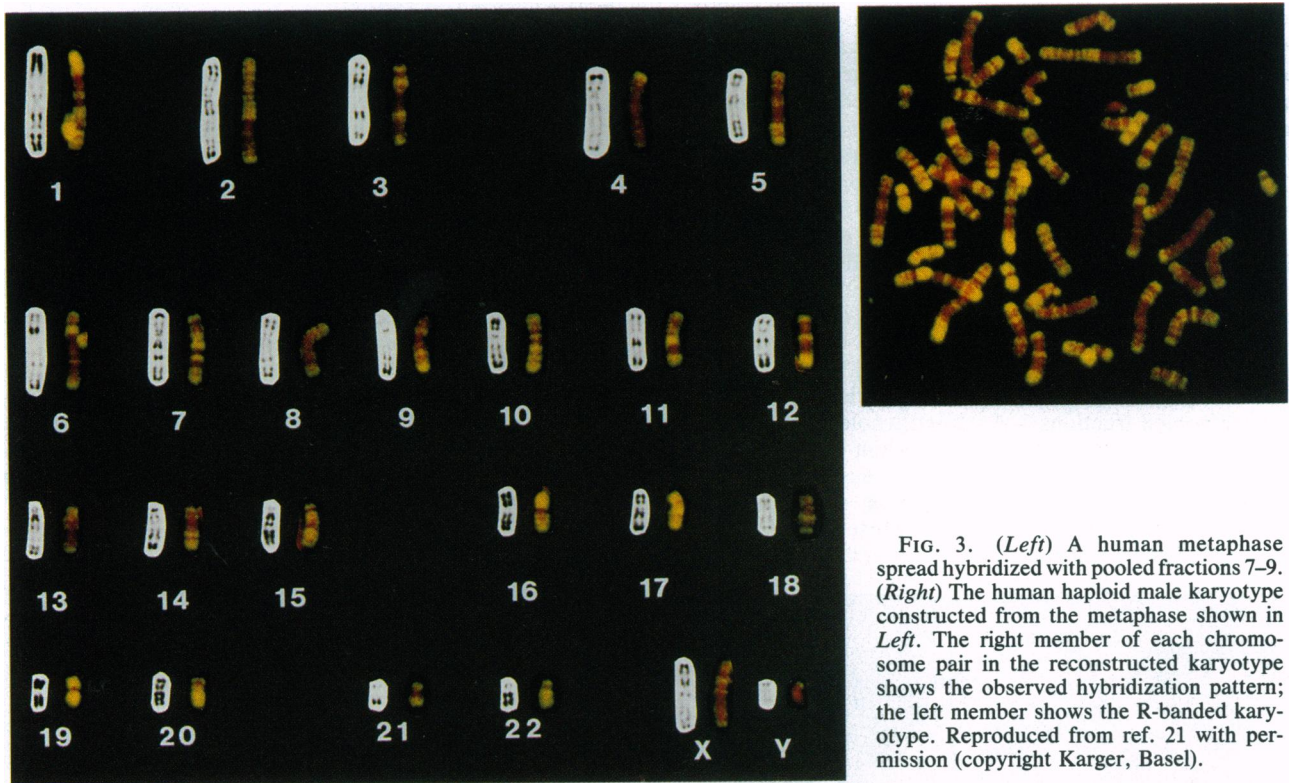 1 2 3 4 5
6 7 8 9 10 11 12
13 14 15 16 17 18
19 20 21 22 X Y
FIG. 3. (Left) A human metaphase
spread hybridized with pooled fractions 7–9.
(Right) The human haploid male karyotype
constructed from the metaphase shown in
Left. The right member of each chromo-
some pair in the reconstructed karyotype
shows the observed hybridization pattern;
the left member shows the R-banded kary-
otype. Reproduced from ref. 21 with per-
mission (copyright Karger, Basel).